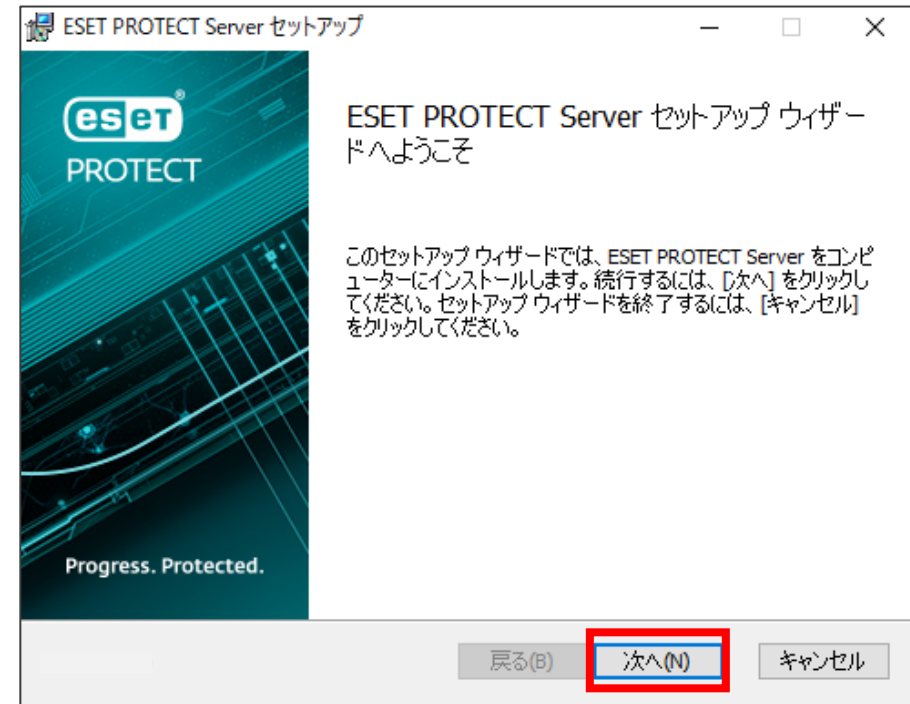 ESET PROTECT Server セットアップ
eset®
PROTECT
ESET PROTECT Server セットアップ ウィザー
ドへようこそ
このセットアップ ウィザードでは、ESET PROTECT Server をコンピ
ューターにインストールします。続行するには、[次へ] をクリックし
てください。セットアップ ウィザードを終了するには、[キャンセル]
をクリックしてください。
Progress. Protected.
戻る(B)
次へ(N)
キャンセル